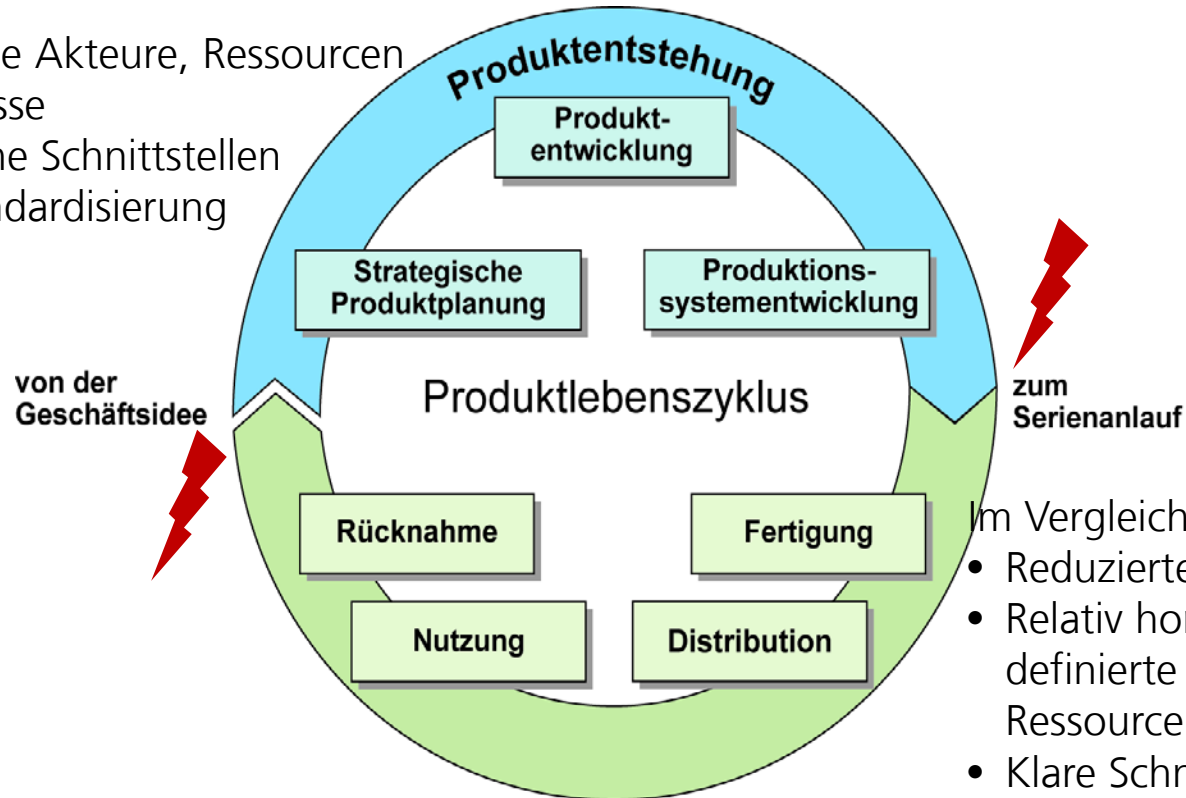 e Akteure, Ressourcen
sse
ne Schnittstellen
ndardisierung
Produktentstehung
Produkt-
entwicklung
Strategische
Produktplanung
Produktions-
systementwicklung
von der
Geschäftsidee
Produktlebenszyklus
zum
Serienanlauf
Rücknahme
Fertigung
Nutzung
Distribution
Im Vergleich
• Reduzierte
• Relativ hor
definierte
Ressource
• Klare Schn